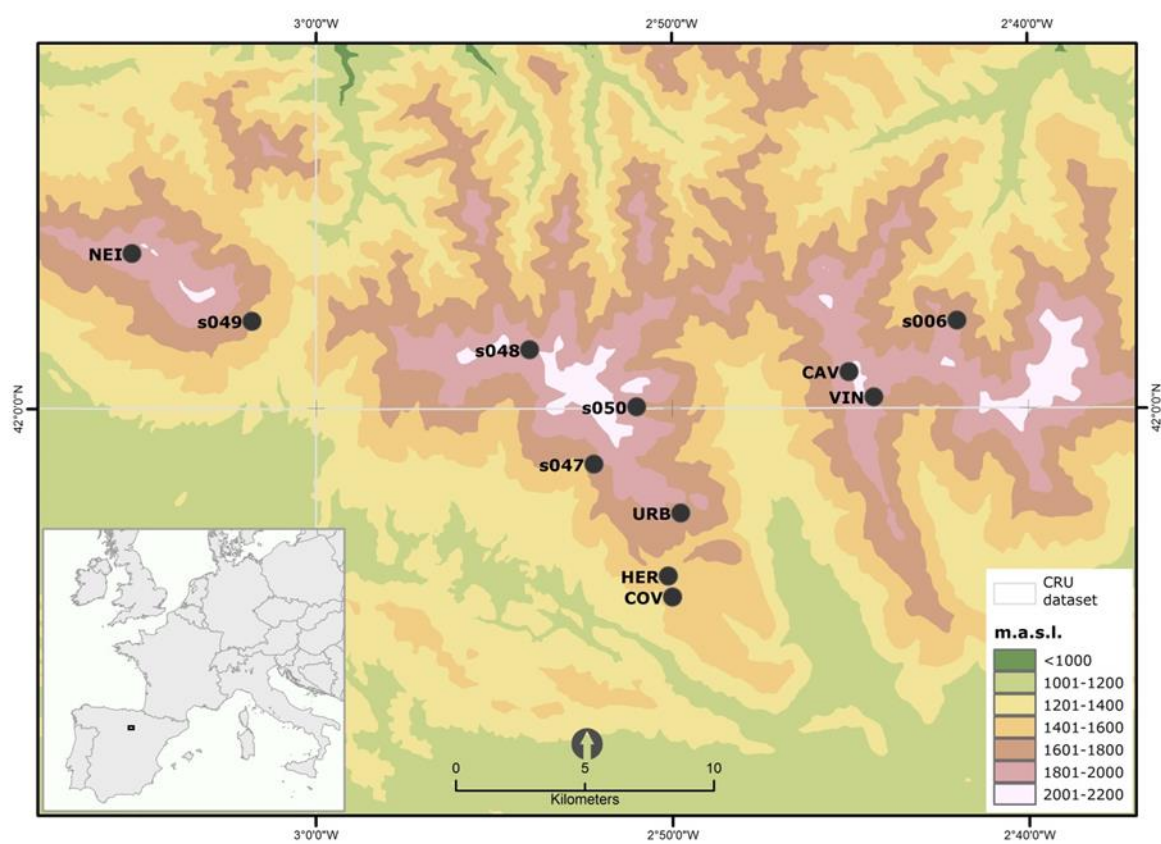 3°0'0"W 2°50'0"W 2°40'0"W
NEI
s049
s048
s006
CAV
VIN
s050
42°0'0"N 42°0'0"N
s047
URB
HER
COV
CRU
dataset
m.a.s.l.
<1000
1001-1200
1201-1400
1401-1600
1601-1800
1801-2000
2001-2200
0 5 10
Kilometers
3°0'0"W 2°50'0"W 2°40'0"W